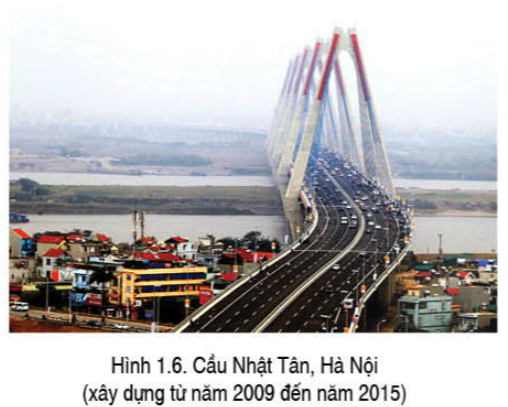 Hình 1.6. Cầu Nhật Tân, Hà Nội
(xây dựng từ năm 2009 đến năm 2015)